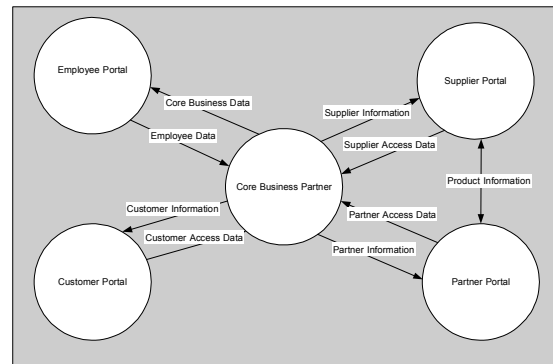 Employee Portal
Supplier Portal
Core Business Data
Supplier Information
Employee Data
Supplier Access Data
Core Business Partner
Product Information
Customer Information
Partner Access Data
Customer Access Data
Partner Information
Customer Portal
Partner Portal